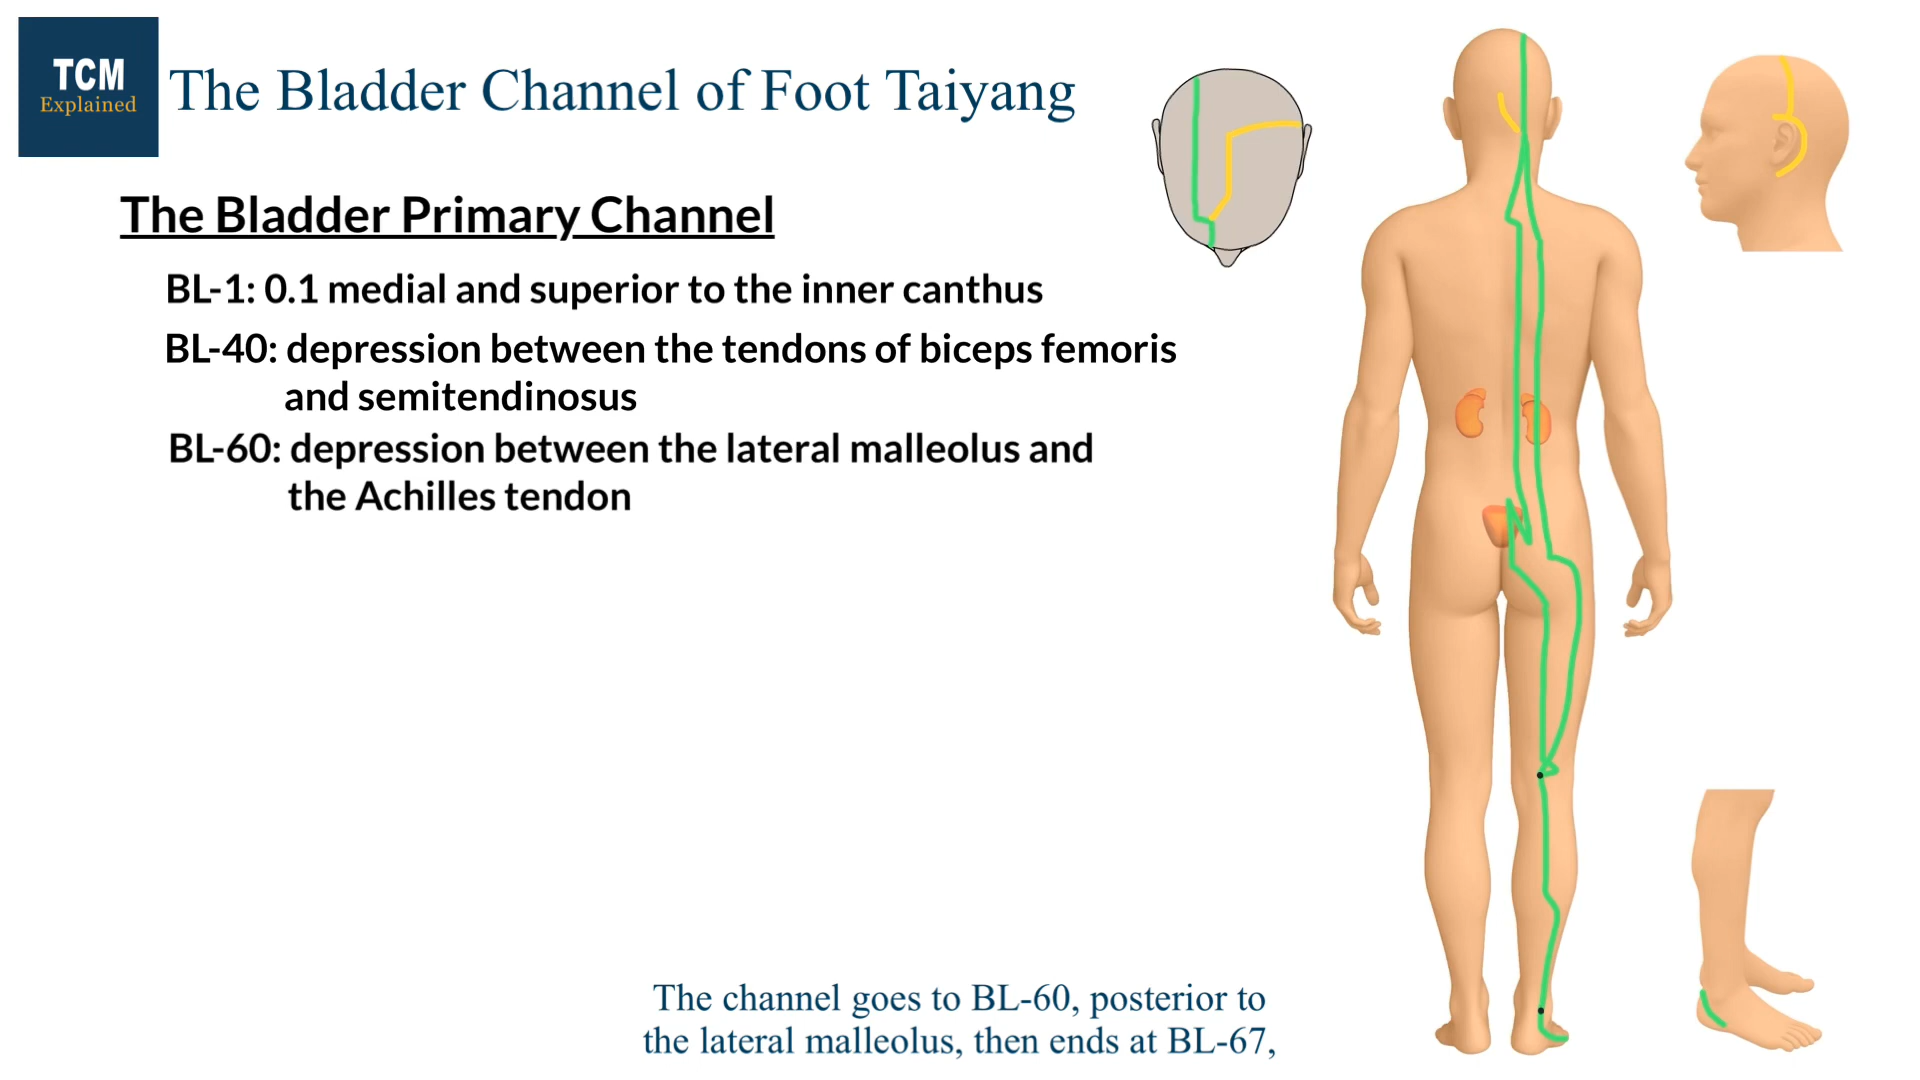 TCM
Explained
The Bladder Channel of Foot Taiyang
The Bladder Primary Channel
BL-1: 0.1 medial and superior to the inner canthus
BL-40: depression between the tendons of biceps femoris
and semitendinosus
BL-60: depression between the lateral malleolus and
the Achilles tendon
The channel goes to BL-60, posterior to
the lateral malleolus, then ends at BL-67,